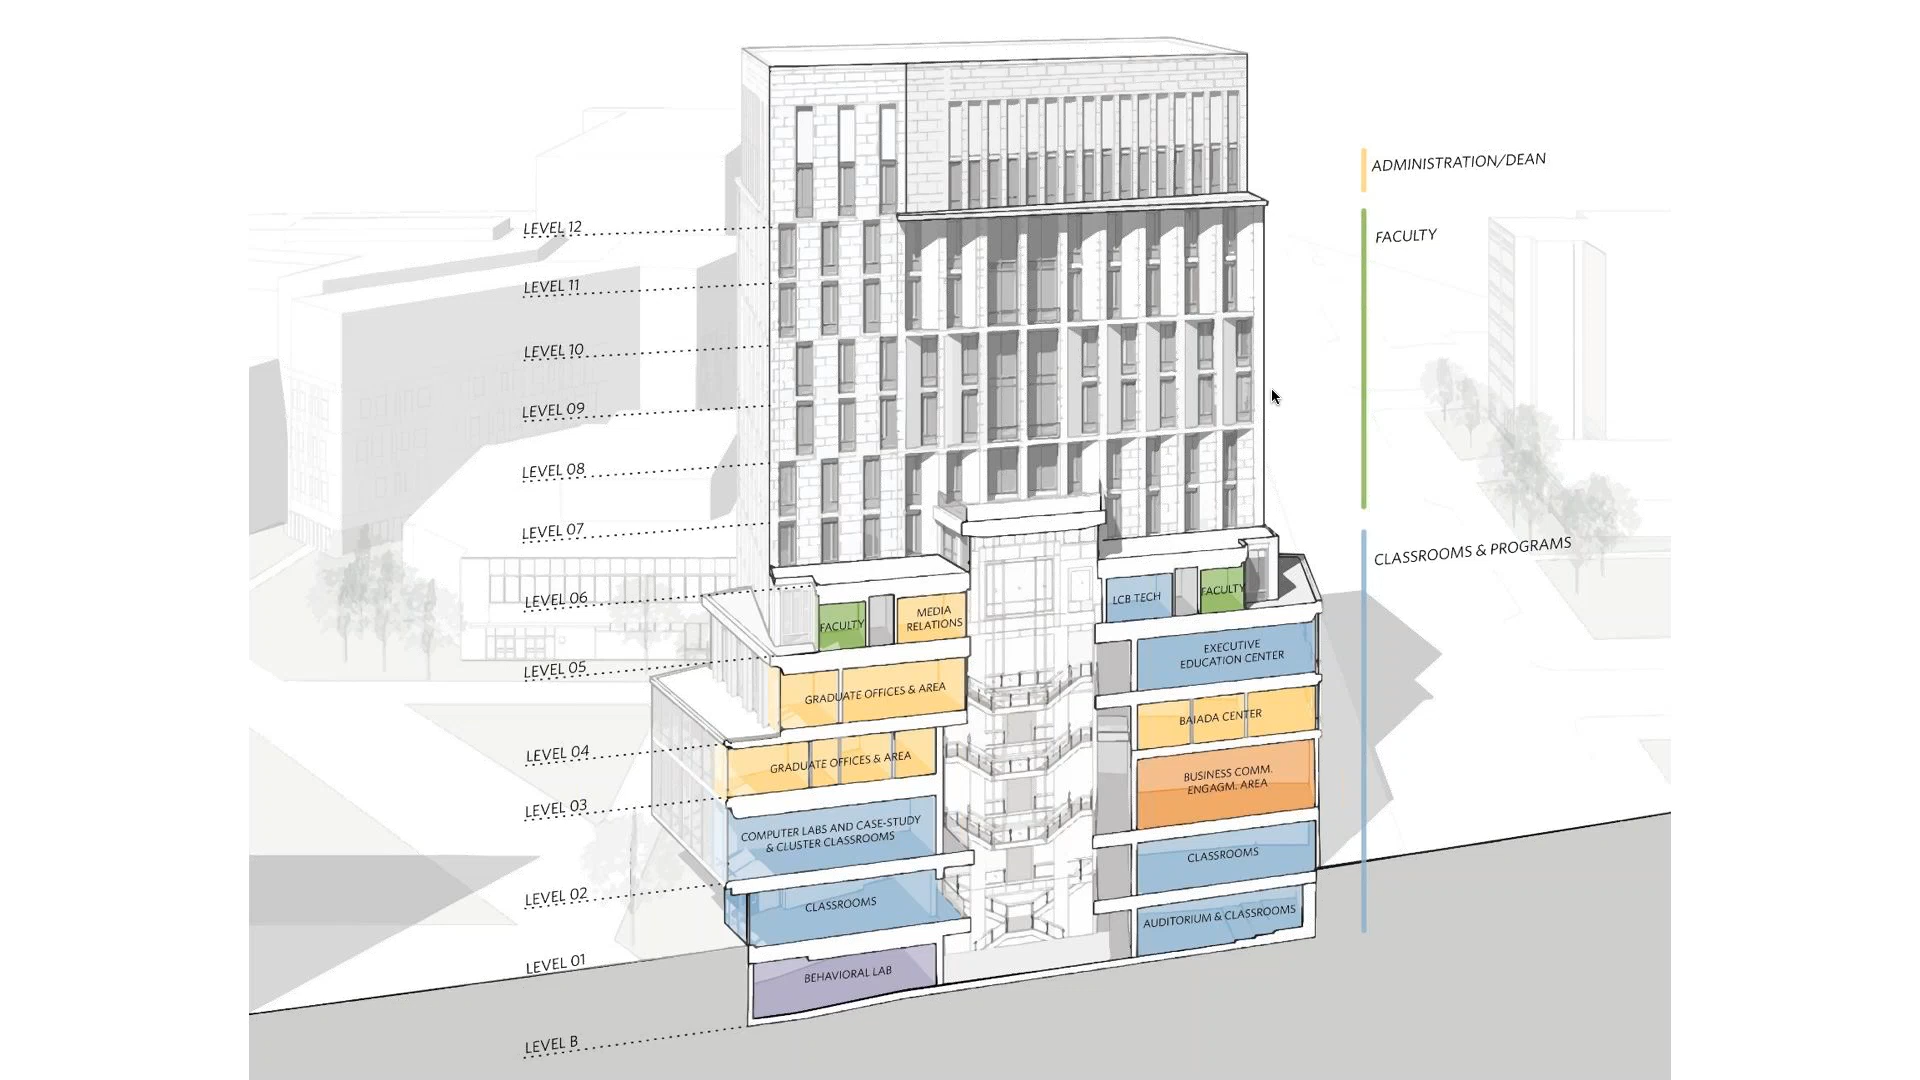 ADMINISTRATION/DEAN
LEVEL 12
FACULTY
LEVEL 11
LEVEL 10
LEVEL 09
LEVEL 08
LEVEL 07
CLASSROOMS & PROGRAMS
LEVEL 06
FACULTY
MEDIA
RELATIONS
LCB TECH
FACULTY
LEVEL 05
GRADUATE OFFICES & AREA
EXECUTIVE
EDUCATION CENTER
LEVEL 04
GRADUATE OFFICES & AREA
BAIADA CENTER
LEVEL 03
COMPUTER LABS AND CASE-STUDY
& CLUSTER CLASSROOMS
BUSINESS COMM.
ENGAGM. AREA
LEVEL 02
CLASSROOMS
CLASSROOMS
LEVEL 01
BEHAVIORAL LAB
AUDITORIUM & CLASSROOMS
LEVEL B